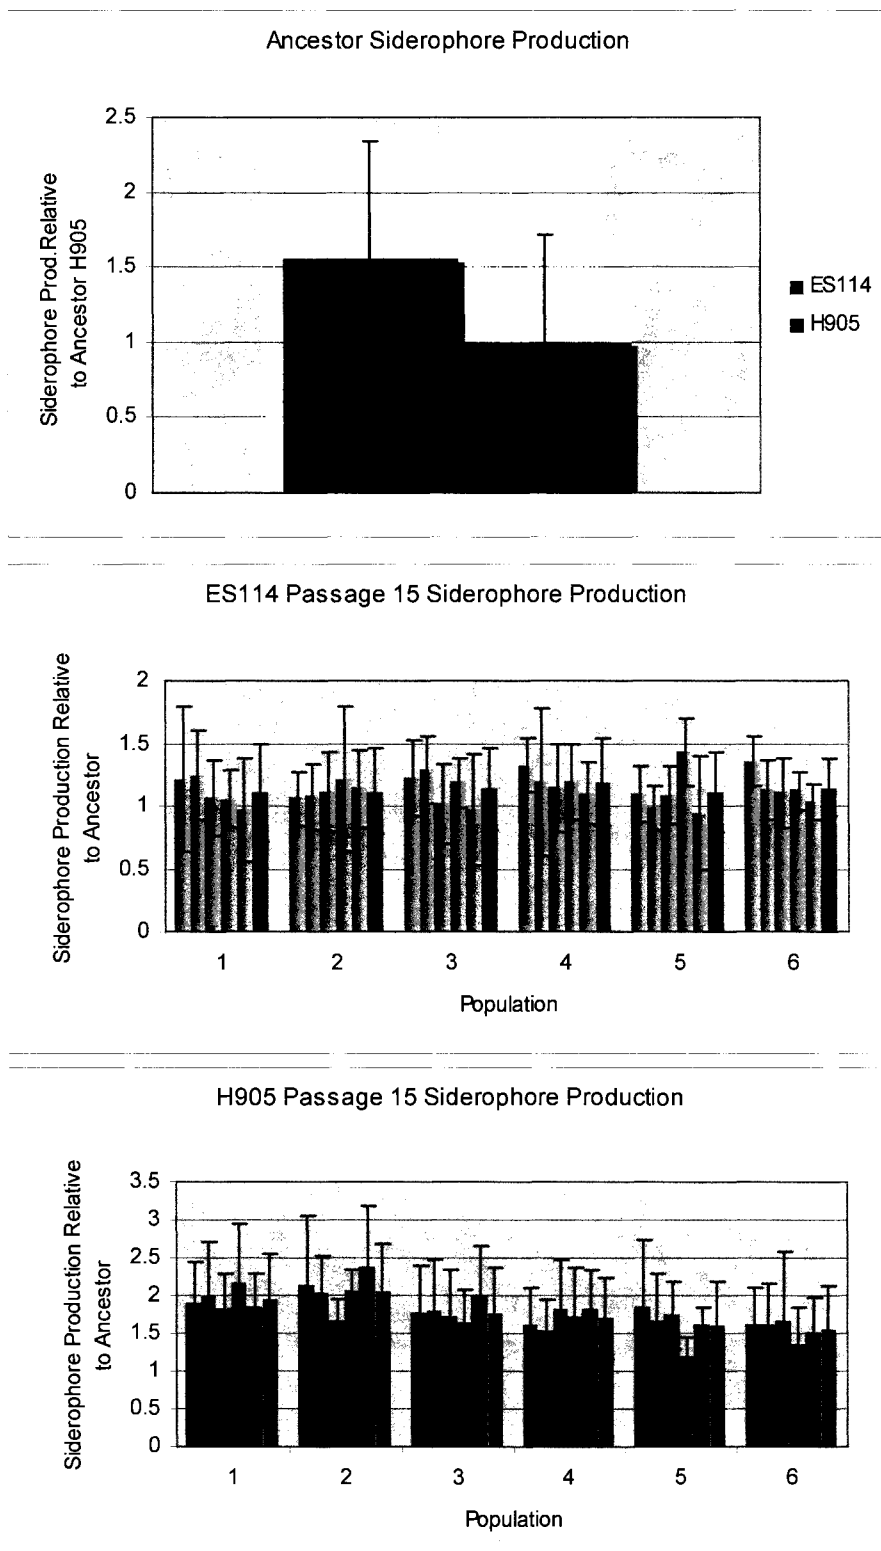 Ancestor Siderophore Production
Siderophore Prod.Relative
to Ancestor H905
2.5
2
1.5
1
0.5
0
ES114
H905
ES114 Passage 15 Siderophore Production
Siderophore Production Relative
to Ancestor
2
1.5
1
0.5
0
1 2 3 4 5 6
Population
H905 Passage 15 Siderophore Production
Siderophore Production Relative
to Ancestor
3.5
3
2.5
2
1.5
1
0.5
0
1 2 3 4 5 6
Population